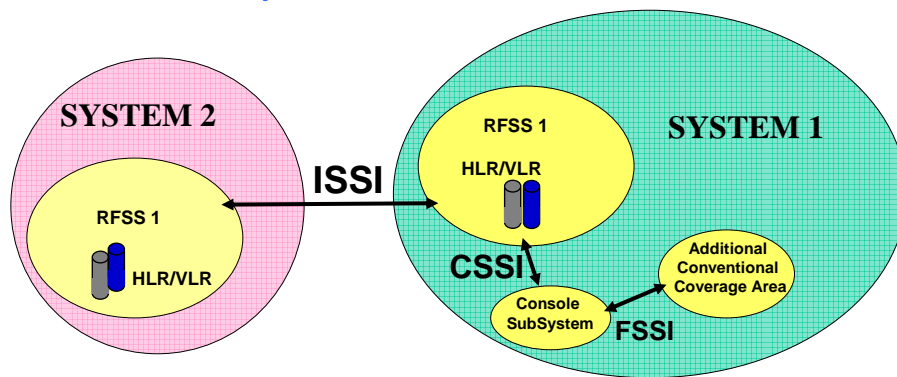 SYSTEM 2
RFSS 1
HLR/VLR
ISSI
SYSTEM 1
RFSS 1
HLR/VLR
CSSI
Console
SubSystem
FSSI
Additional
Conventional
Coverage Area